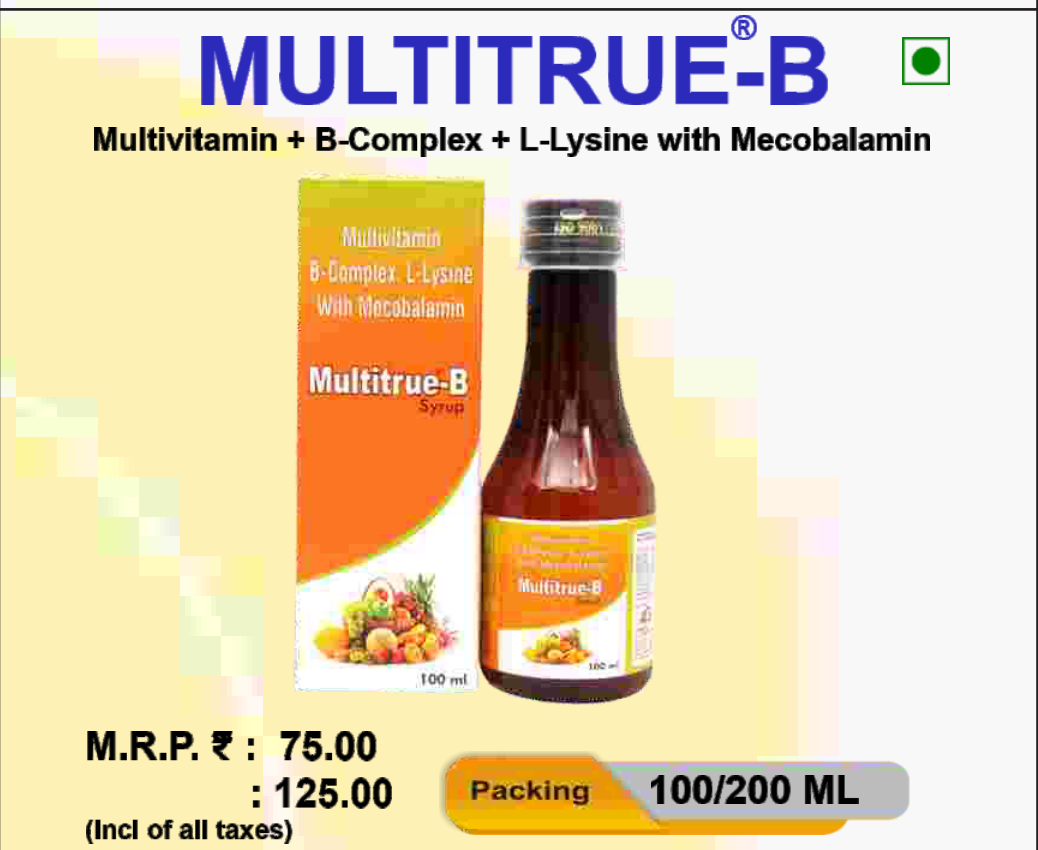 MULTITRUE®-B
Multivitamin + B-Complex + L-Lysine with Mecobalamin
Multivitamin
B-Complex, L-Lysine
With Mecobalamin
Multitrue-B
Syrup
100 ml
Multitrue-B
100 ml
M.R.P. ₹ : 75.00
: 125.00
(Incl of all taxes)
Packing 100/200 ML